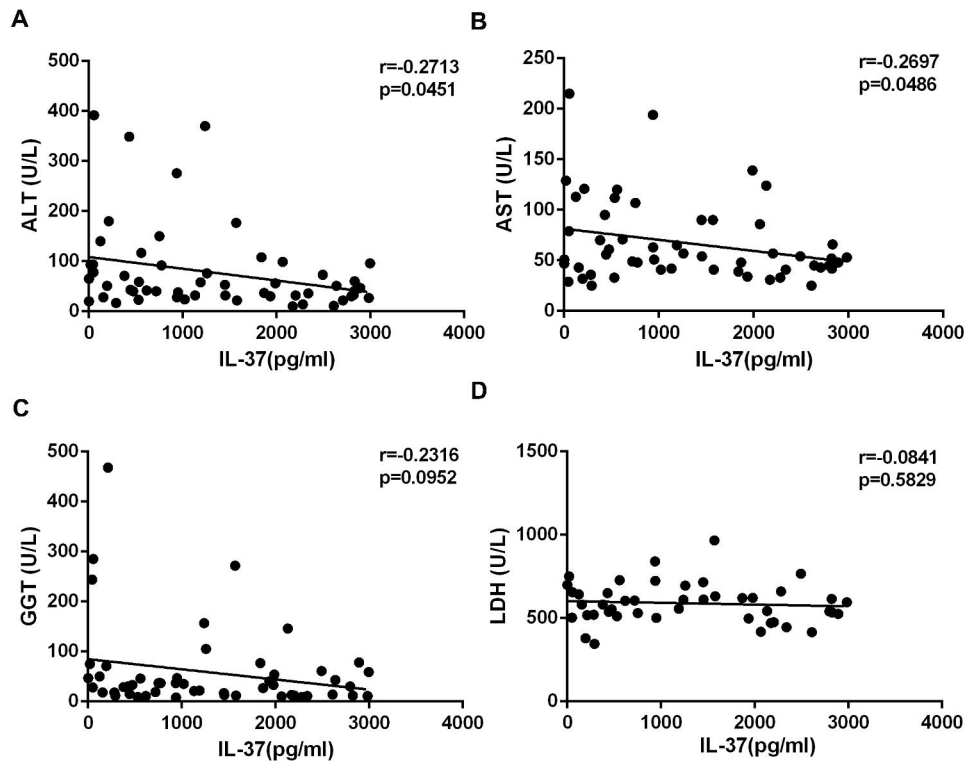 A
r=-0.2713
p=0.0451
ALT (U/L)
500
400
300
200
100
0
0 1000 2000 3000 4000
IL-37(pg/ml)
B
r=-0.2697
p=0.0486
AST (U/L)
250
200
150
100
50
0
0 1000 2000 3000 4000
IL-37(pg/ml)
C
r=-0.2316
p=0.0952
GGT (U/L)
500
400
300
200
100
0
0 1000 2000 3000 4000
IL-37(pg/ml)
D
r=-0.0841
p=0.5829
LDH (U/L)
1500
1000
500
0
0 1000 2000 3000 4000
IL-37(pg/ml)